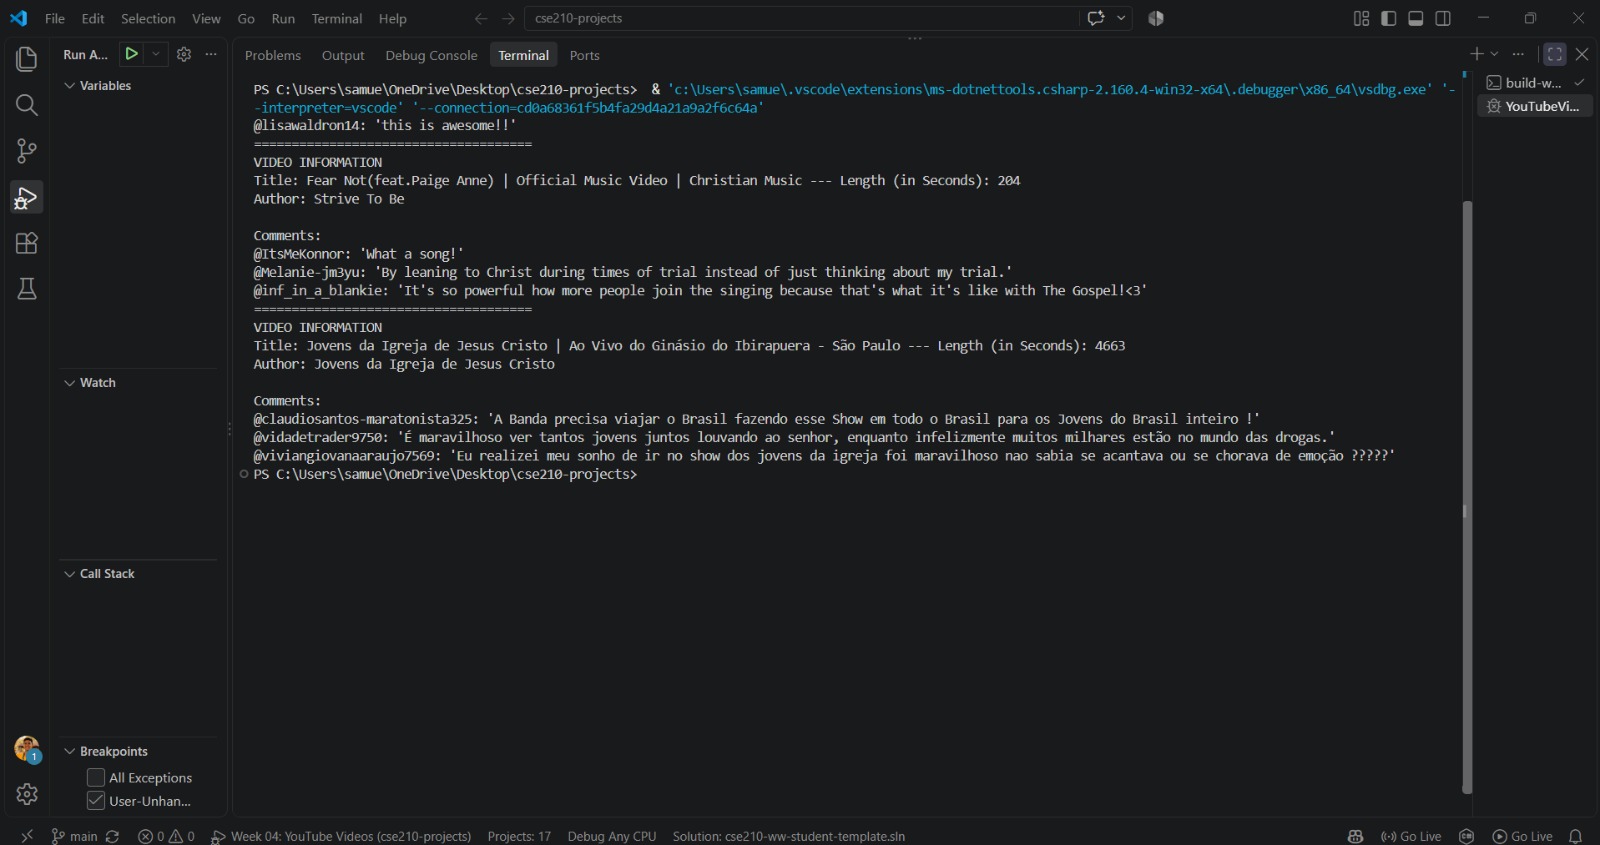 File Edit Selection View Go Run Terminal Help
cse210-projects
Run A...
Problems Output Debug Console Terminal Ports
Variables
Watch
Call Stack
Breakpoints
All Exceptions
User-Unhan...
1
PS C:\Users\samue\OneDrive\Desktop\cse210-projects> & 'c:\Users\samue\.vscode\extensions\ms-dotnettools.csharp-2.160.4-win32-x64\.debugger\x86_64\vsdbg.exe' '-
-interpreter=vscode' '--connection=cd0a68361f5b4fa29d4a21a9a2f6c64a'
@lisawaldron14: 'this is awesome!!'
=====================================
VIDEO INFORMATION
Title: Fear Not(feat.Paige Anne) | Official Music Video | Christian Music --- Length (in Seconds): 204
Author: Strive To Be
Comments:
@ItsMeKonnor: 'What a song!'
@Melanie-jm3yu: 'By leaning to Christ during times of trial instead of just thinking about my trial.'
@inf_in_a_blankie: 'It's so powerful how more people join the singing because that's what it's like with The Gospel!<3'
=====================================
VIDEO INFORMATION
Title: Jovens da Igreja de Jesus Cristo | Ao Vivo do Ginásio do Ibirapuera - São Paulo --- Length (in Seconds): 4663
Author: Jovens da Igreja de Jesus Cristo
Comments:
@claudiosantos-maratonista325: 'A Banda precisa viajar o Brasil fazendo esse Show em todo o Brasil para os Jovens do Brasil inteiro !'
@vidadetrader9750: 'É maravilhoso ver tantos jovens juntos louvando ao senhor, enquanto infelizmente muitos milhares estão no mundo das drogas.'
@viviangiovanaaraujo7569: 'Eu realizei meu sonho de ir no show dos jovens da igreja foi maravilhoso nao sabia se acantava ou se chorava de emoção ?????'
PS C:\Users\samue\OneDrive\Desktop\cse210-projects>
build-w...
YouTubeVi...
main 0 0 Week 04: YouTube Videos (cse210-projects) Projects: 17 Debug Any CPU Solution: cse210-ww-student-template.sln Go Live Go Live